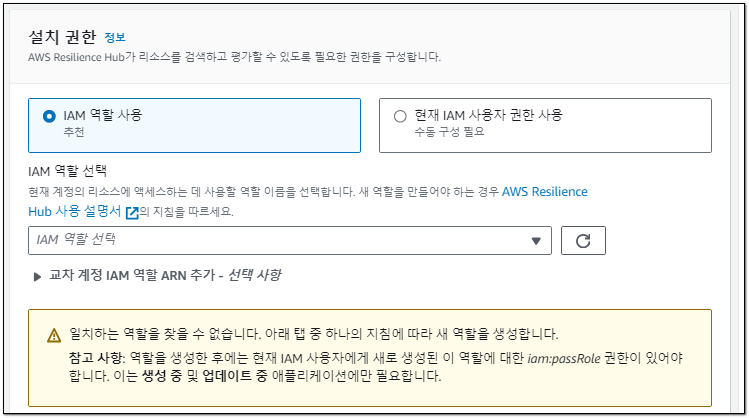 설치 권한 정보
AWS Resilience Hub가 리소스를 검색하고 평가할 수 있도록 필요한 권한을 구성합니다.
IAM 역할 사용
추천
현재 IAM 사용자 권한 사용
수동 구성 필요
IAM 역할 선택
현재 계정의 리소스에 액세스하는 데 사용할 역할 이름을 선택합니다. 새 역할을 만들어야 하는 경우 AWS Resilience
Hub 사용 설명서의 지침을 따르세요.
IAM 역할 선택
교차 계정 IAM 역할 ARN 추가 - 선택 사항
일치하는 역할을 찾을 수 없습니다. 아래 탭 중 하나의 지침에 따라 새 역할을 생성합니다.
참고 사항: 역할을 생성한 후에는 현재 IAM 사용자에게 새로 생성된 이 역할에 대한 iam:passRole 권한이 있어야
합니다. 이는 생성 중 및 업데이트 중 애플리케이션에만 필요합니다.